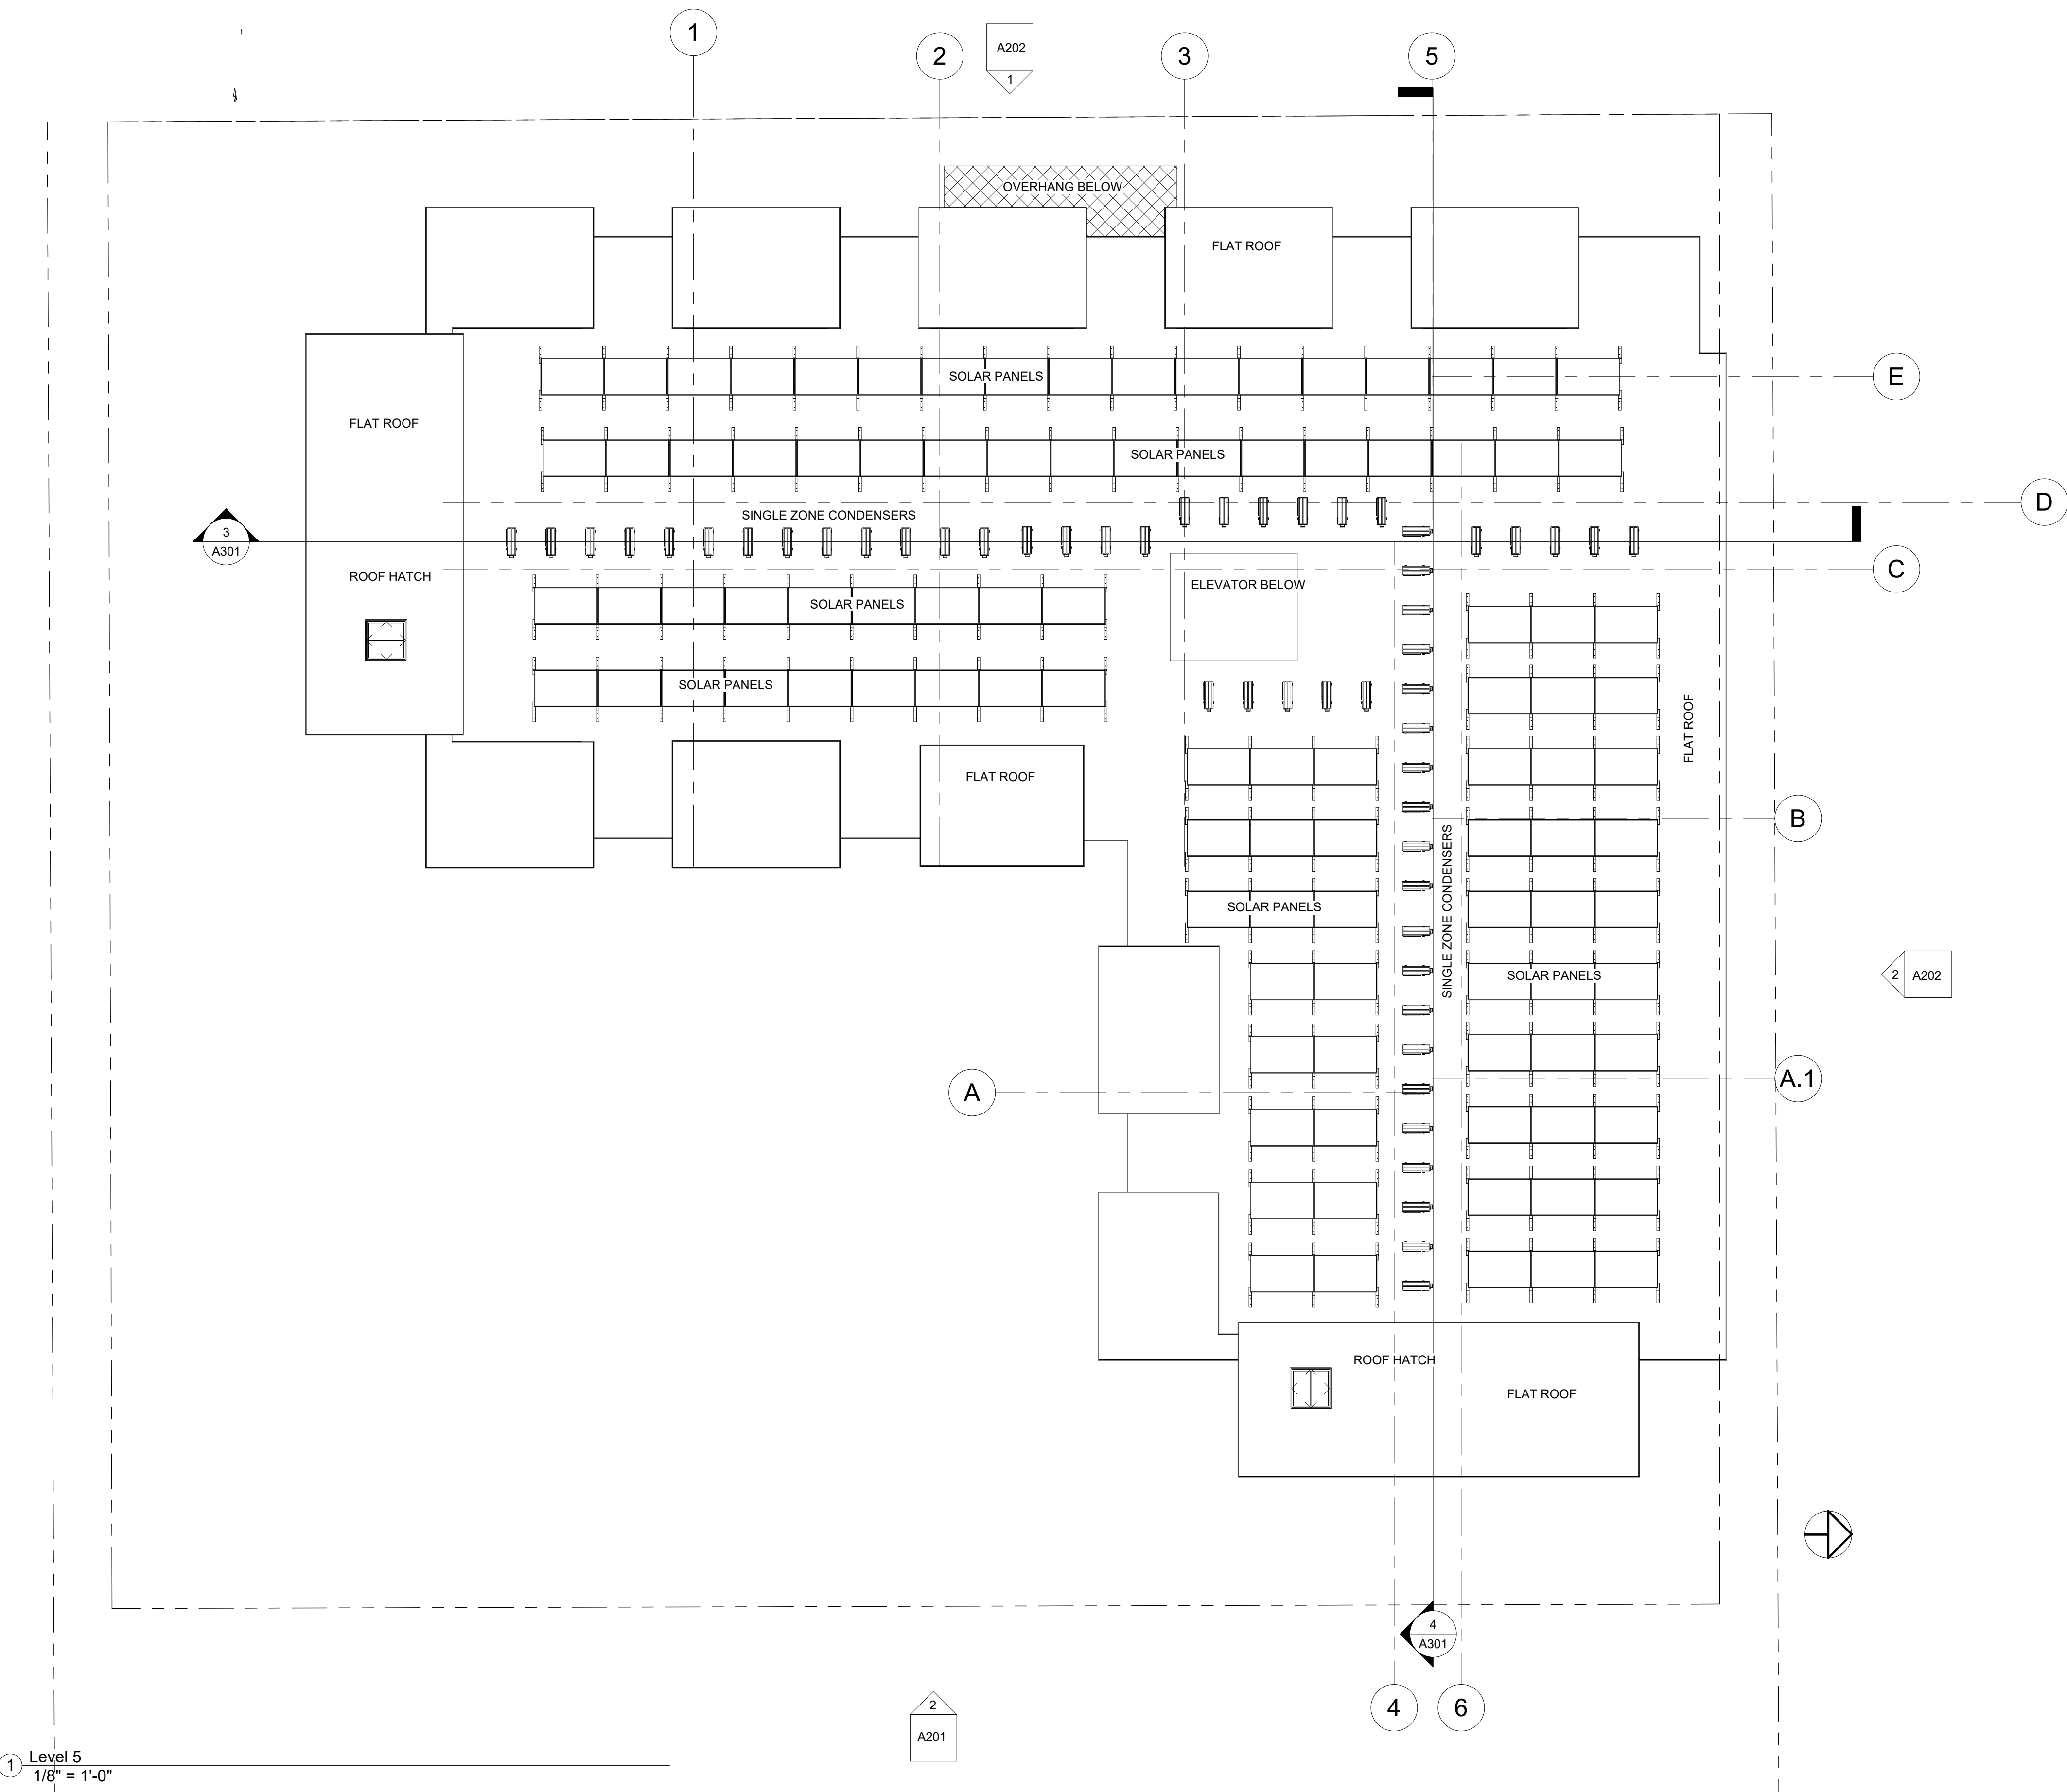 1
2
A202
1
3
5
OVERHANG BELOW
FLAT ROOF
SOLAR PANELS
E
FLAT ROOF
SOLAR PANELS
D
SINGLE ZONE CONDENSERS
3
A301
C
ROOF HATCH
ELEVATOR BELOW
SOLAR PANELS
SOLAR PANELS
FLAT ROOF
FLAT ROOF
B
SINGLE ZONE CONDENSERS
SOLAR PANELS
SOLAR PANELS
2
A202
A
A.1
ROOF HATCH
FLAT ROOF
4
A301
2
A201
4
6
1
Level 5
1/8" = 1'-0"